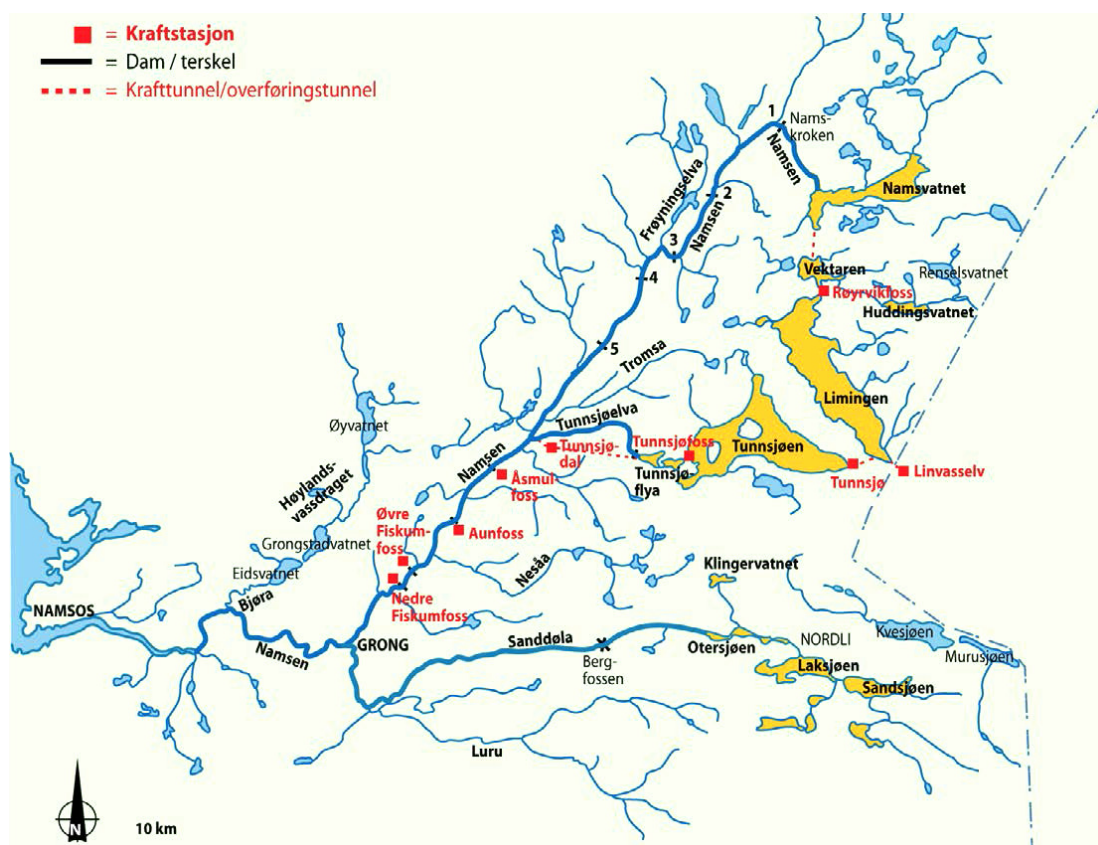 = Kraftstasjon
= Dam / terskel
= Krafttunnel/overføringstunnel
1
Nams-
kroken
Namsen
Namsvatnet
Frøyningselva
2
Namsen
3
4
Vektaren
Renselsvatnet
Røyrvikfoss
Huddingsvatnet
5
Tromsa
Limingen
Øyvatnet
Tunnsjøelva
Tunnsjøfoss
Tunnsjøen
Tunnsjø-
dal
Namsen
Tunnsjø-
flya
Tunnsjø
Linvasselv
Åsmul-
foss
Høylands-
vassdraget
Øvre
Fiskum-
foss
Aunfoss
Grongstadvatnet
Nesåa
Klingervatnet
Eidsvatnet
Bjøra
Nedre
Fiskumfoss
NAMSOS
GRONG
Namsen
Sanddøla
Berg-
fossen
Otersjøen
NORDLI
Kvesjøen
Murusjøen
Laksjøen
Sandsjøen
Luru
N
10 km